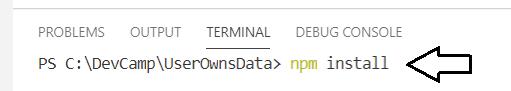 PROBLEMS OUTPUT TERMINAL DEBUG CONSOLE
PS C:\DevCamp\UserOwnsData> npm install